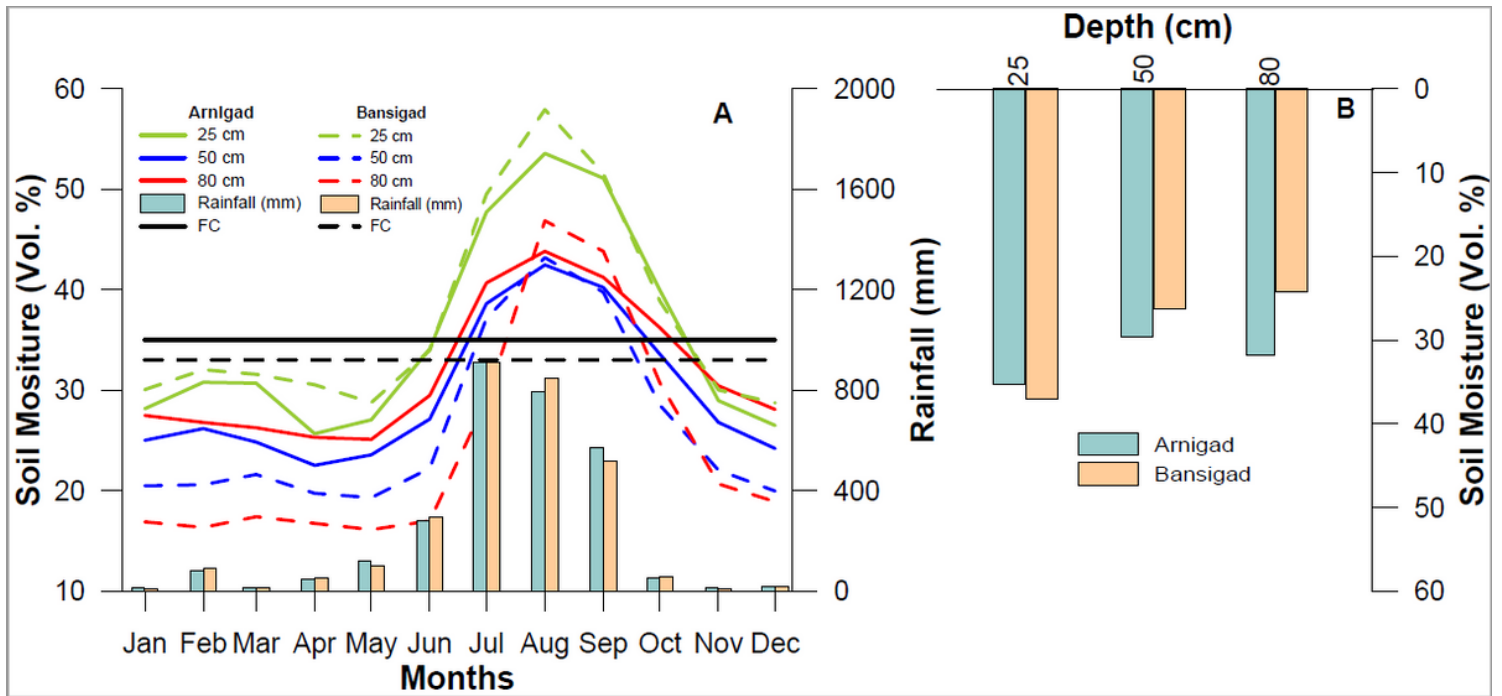 Depth (cm)
25 50 80
60 2000 0
A B
Arnigad Bansigad
25 cm 25 cm
50 cm 50 cm
80 cm 80 cm
Rainfall (mm) Rainfall (mm)
FC FC
50 1600 10
40 1200 20
30 800 30
20 400 40
10 0 50
60
Soil Mositure (Vol. %)
Rainfall (mm)
Soil Moisture (Vol. %)
Arnigad
Bansigad
Jan Feb Mar Apr May Jun Jul Aug Sep Oct Nov Dec
Months